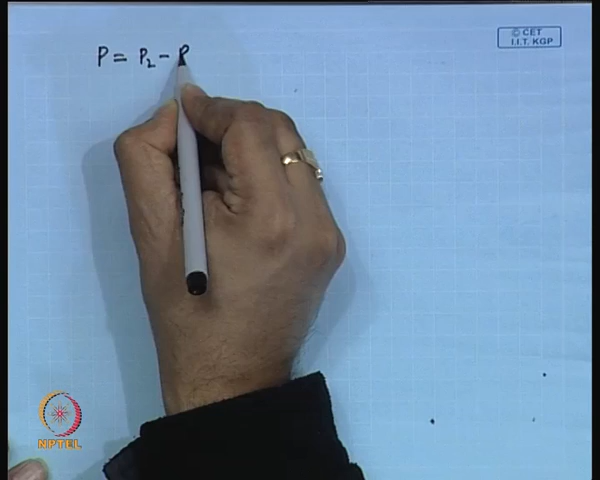 © CET
I.I.T. KGP
P = P₂ - P
NPTEL